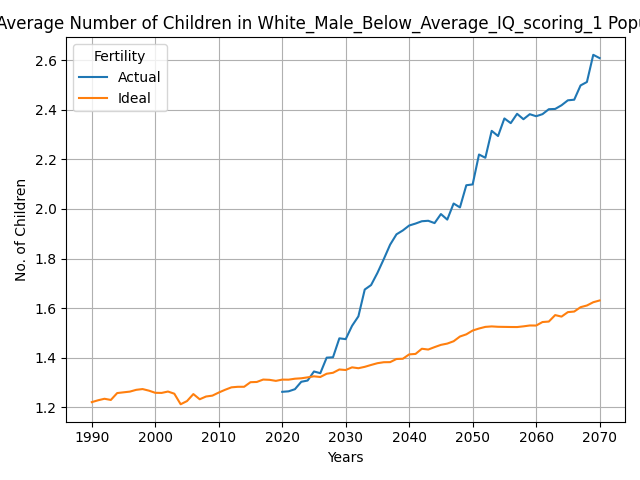 Average Number of Children in White_Male_Below_Average_IQ_scoring_1
Fertility
Actual
Ideal
No. of Children
2.6
2.4
2.2
2.0
1.8
1.6
1.4
1.2
1990 2000 2010 2020 2030 2040 2050 2060 2070
Years